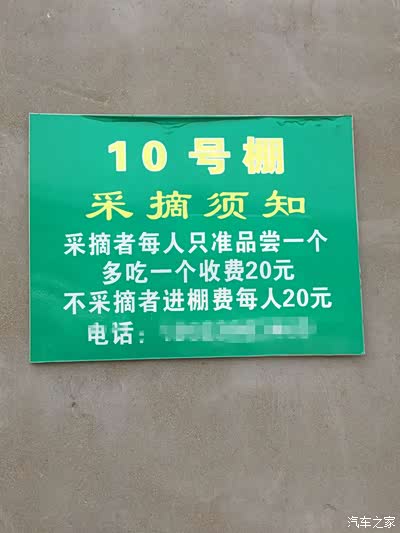 10 号棚
采摘须知
采摘者每人只准品尝一个
多吃一个收费20元
不采摘者进棚费每人20元
电话：
汽车之家